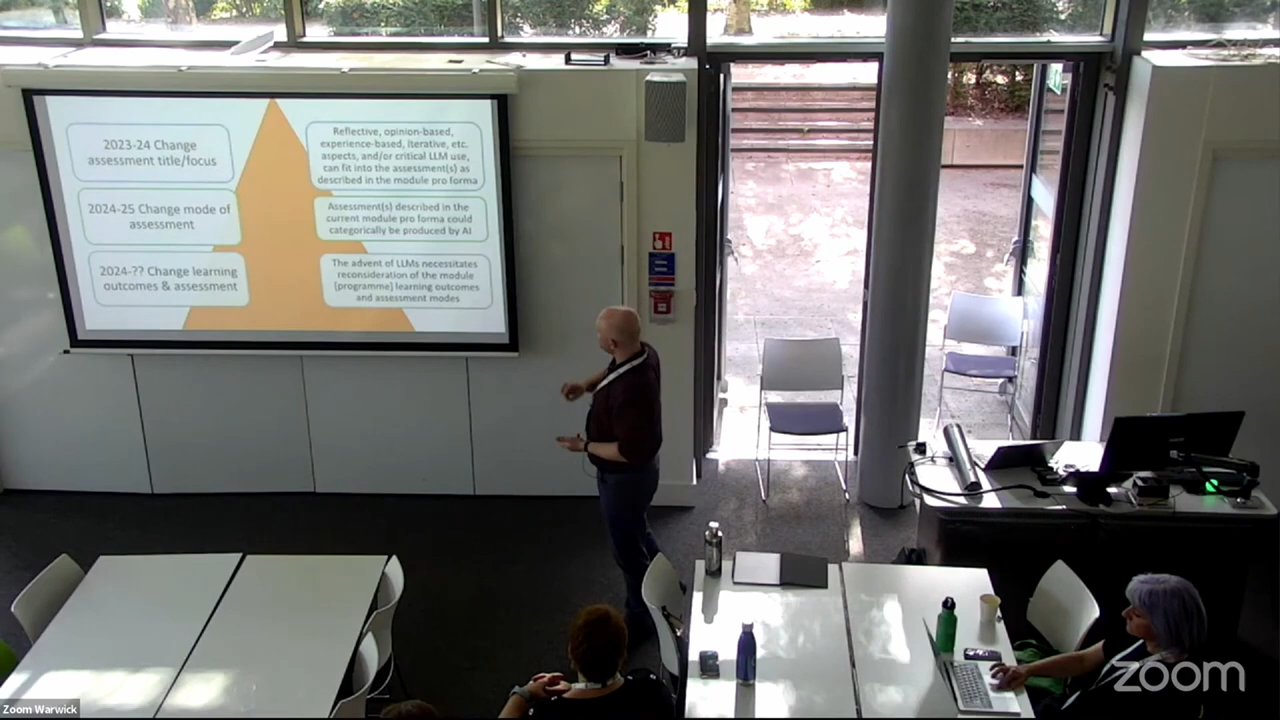 2023-24 Change
assessment title/focus
Reflective, opinion-based,
experience-based, iterative, etc.
aspects, and/or critical LLM use,
can fit into the assessment(s) as
described in the module pro forma
2024-25 Change mode of
assessment
Assessment(s) described in the
current module pro forma could
categorically be produced by AI
2024-?? Change learning
outcomes & assessment
The advent of LLMs necessitates
reconsideration of the module
[programme] learning outcomes
and assessment modes
zoom
Zoom Warwick